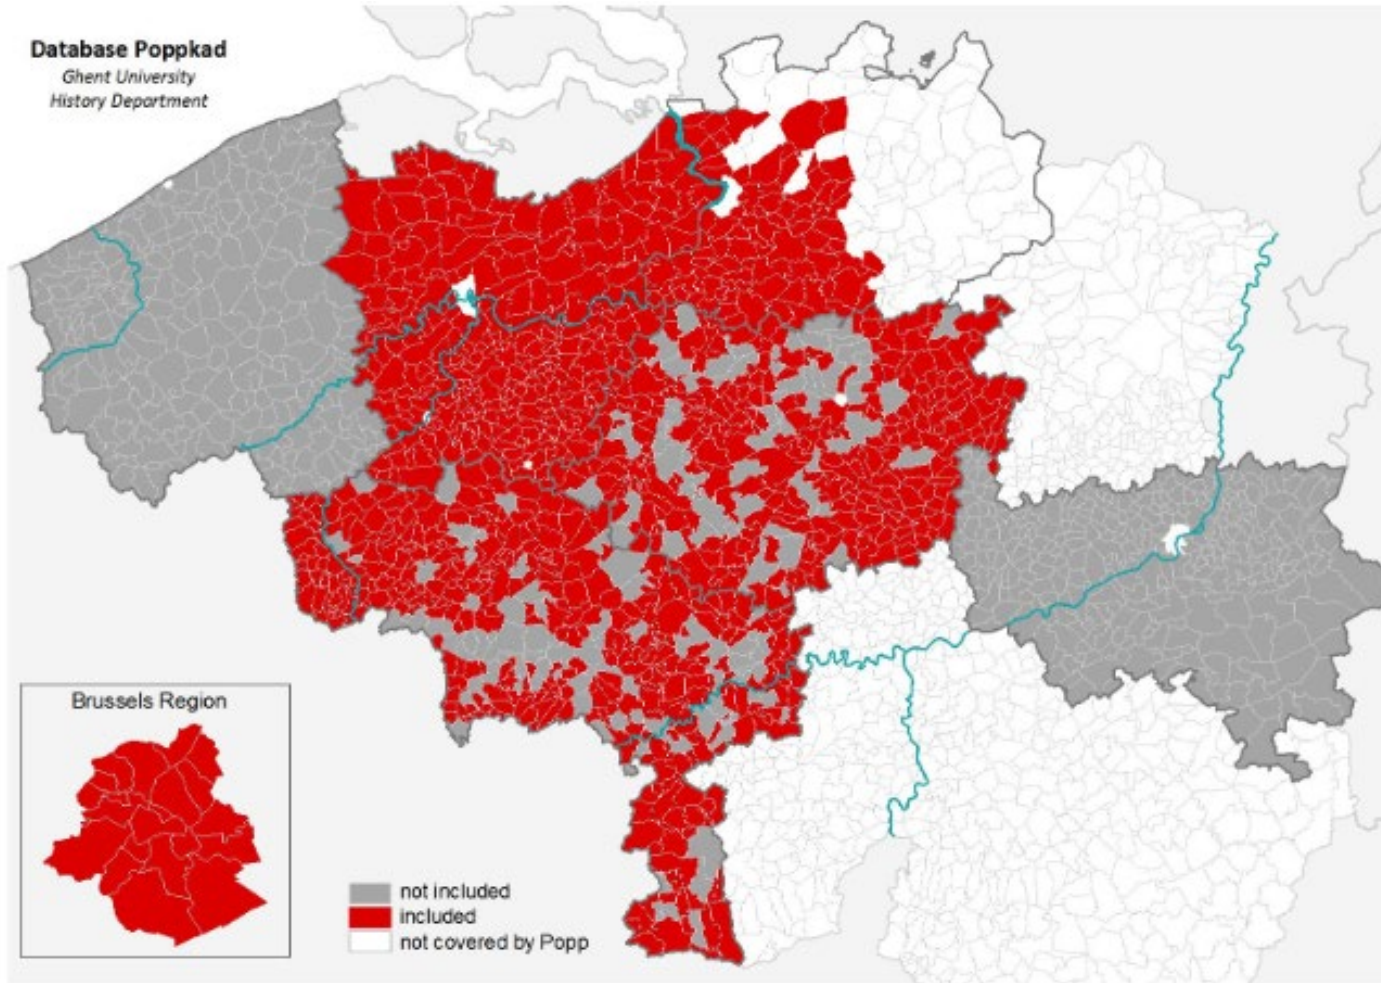 Database Poppkad
Ghent University
History Department
Brussels Region
not included
included
not covered by Popp